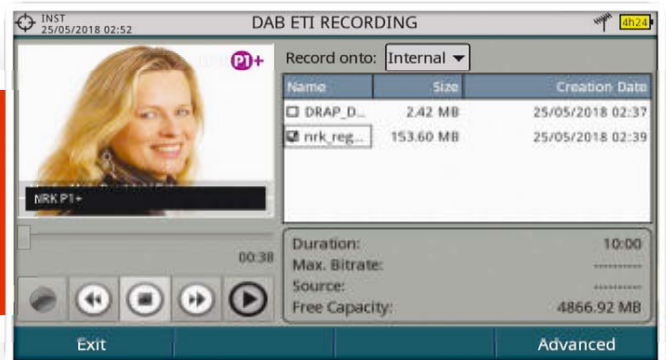 INST
25/05/2018 02:52
DAB ETI RECORDING
4h24
P1+
NRK P1+
00:38
Record onto: Internal
Name Size Creation Date
DRAP_D... 2.42 MB 25/05/2018 02:37
nrk_reg... 153.60 MB 25/05/2018 02:39
Duration: 10:00
Max. Bitrate: ----------
Source: ----------
Free Capacity: 4866.92 MB
Exit
Advanced